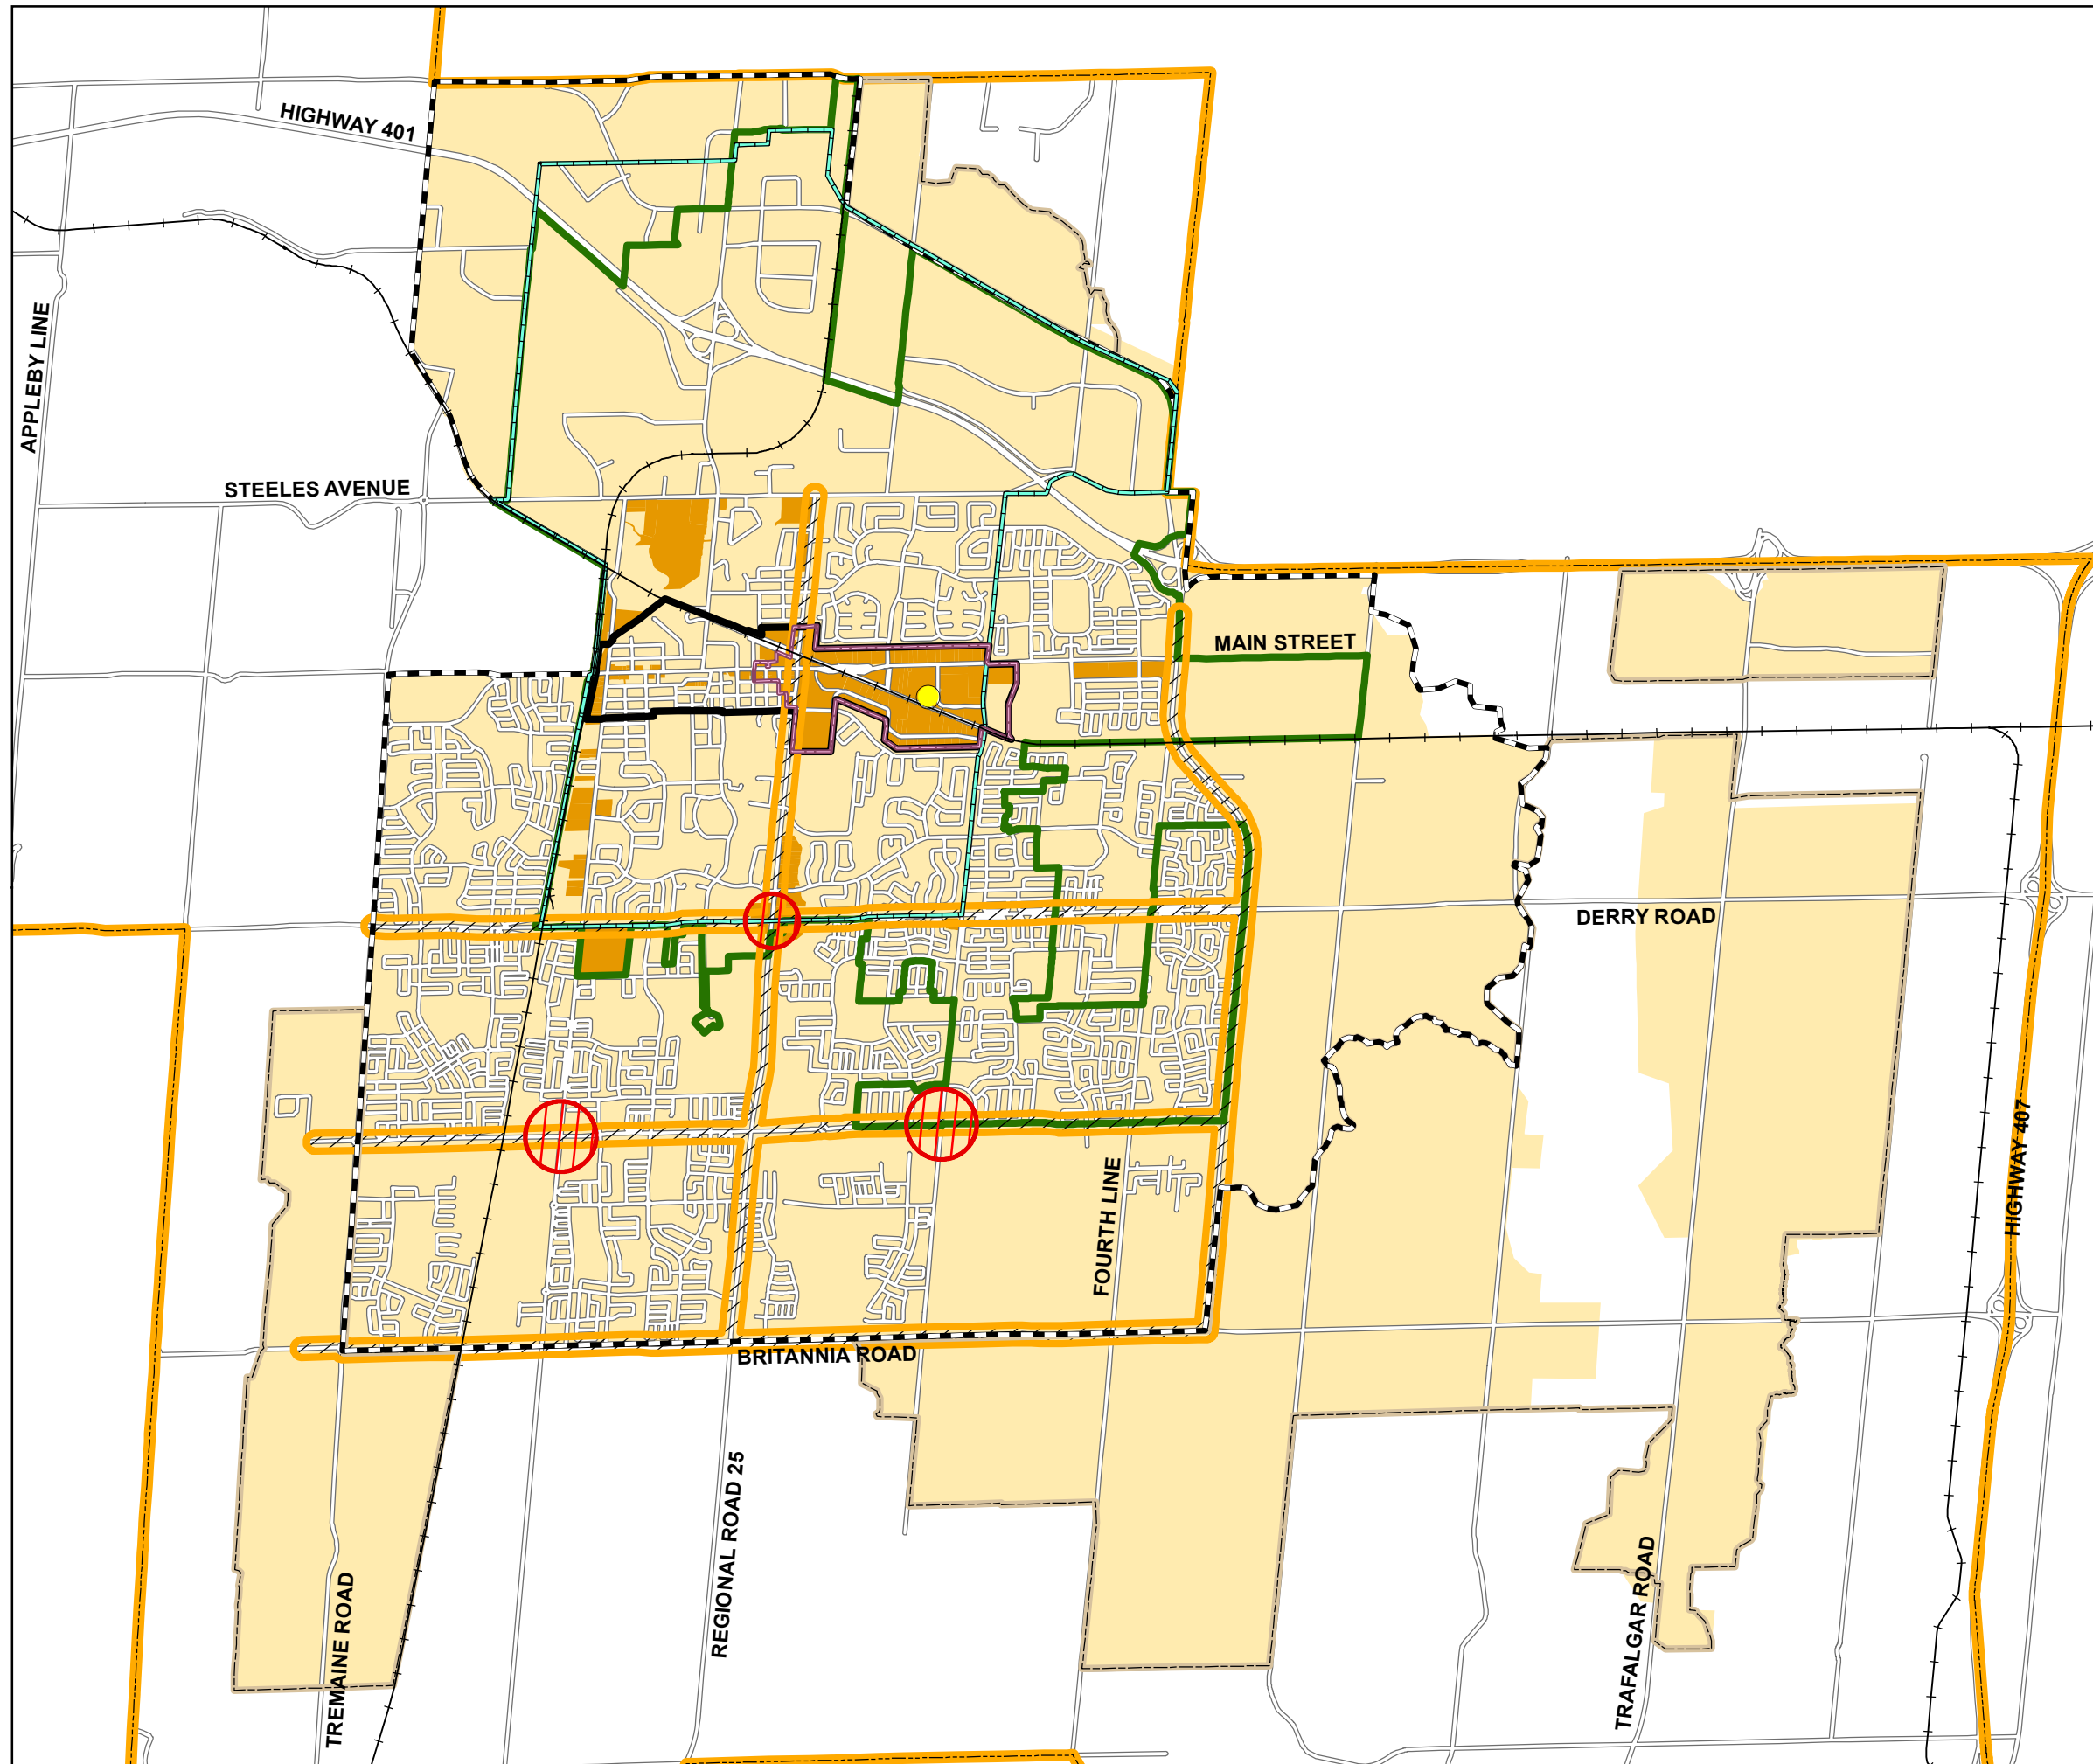 HIGHWAY 401
APPLEBY LINE
STEELES AVENUE
MAIN STREET
DERRY ROAD
HIGHWAY 407
FOURTH LINE
BRITANNIA ROAD
REGIONAL ROAD 25
TREMAINE ROAD
TRAFALGAR ROAD